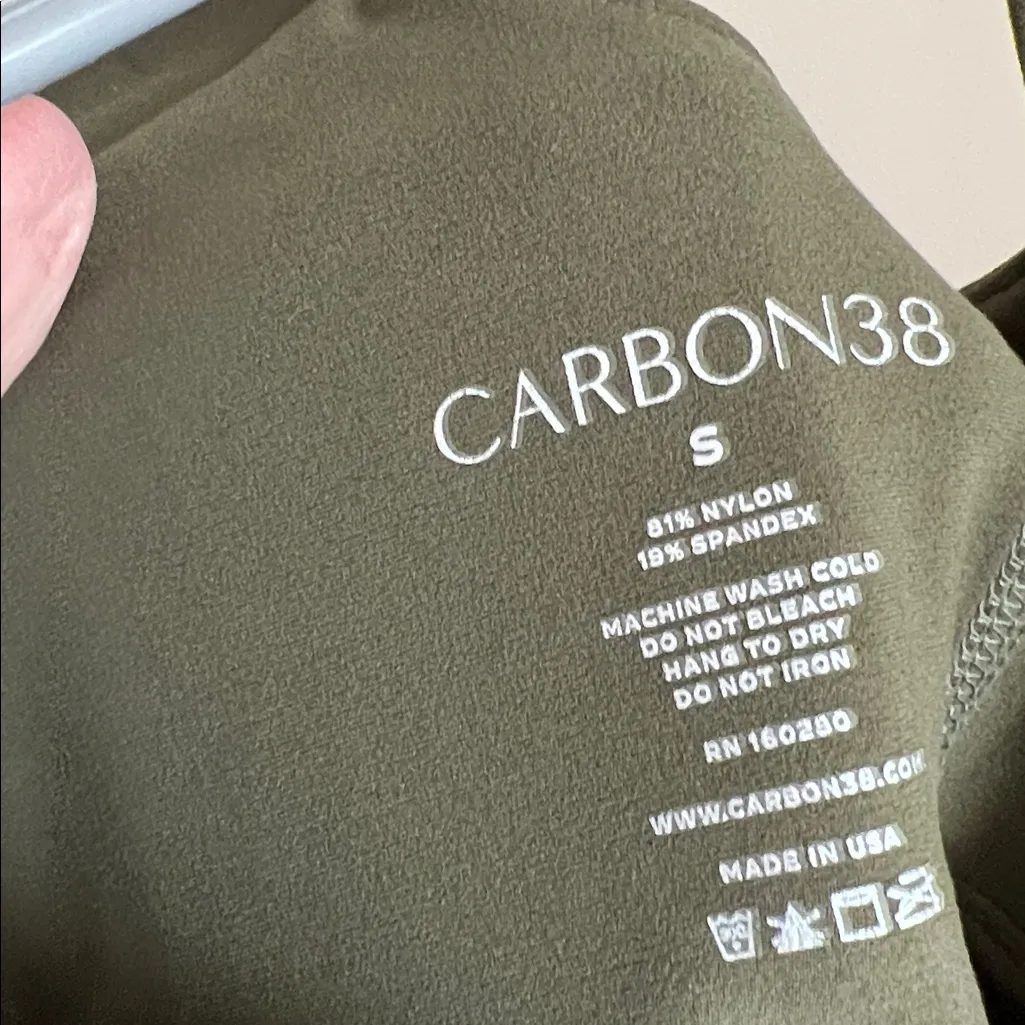 CARBON38
S
81% NYLON
19% SPANDEX
MACHINE WASH COLD
DO NOT BLEACH
HANG TO DRY
DO NOT IRON
RN 160280
WWW.CARBON38.COM
MADE IN USA